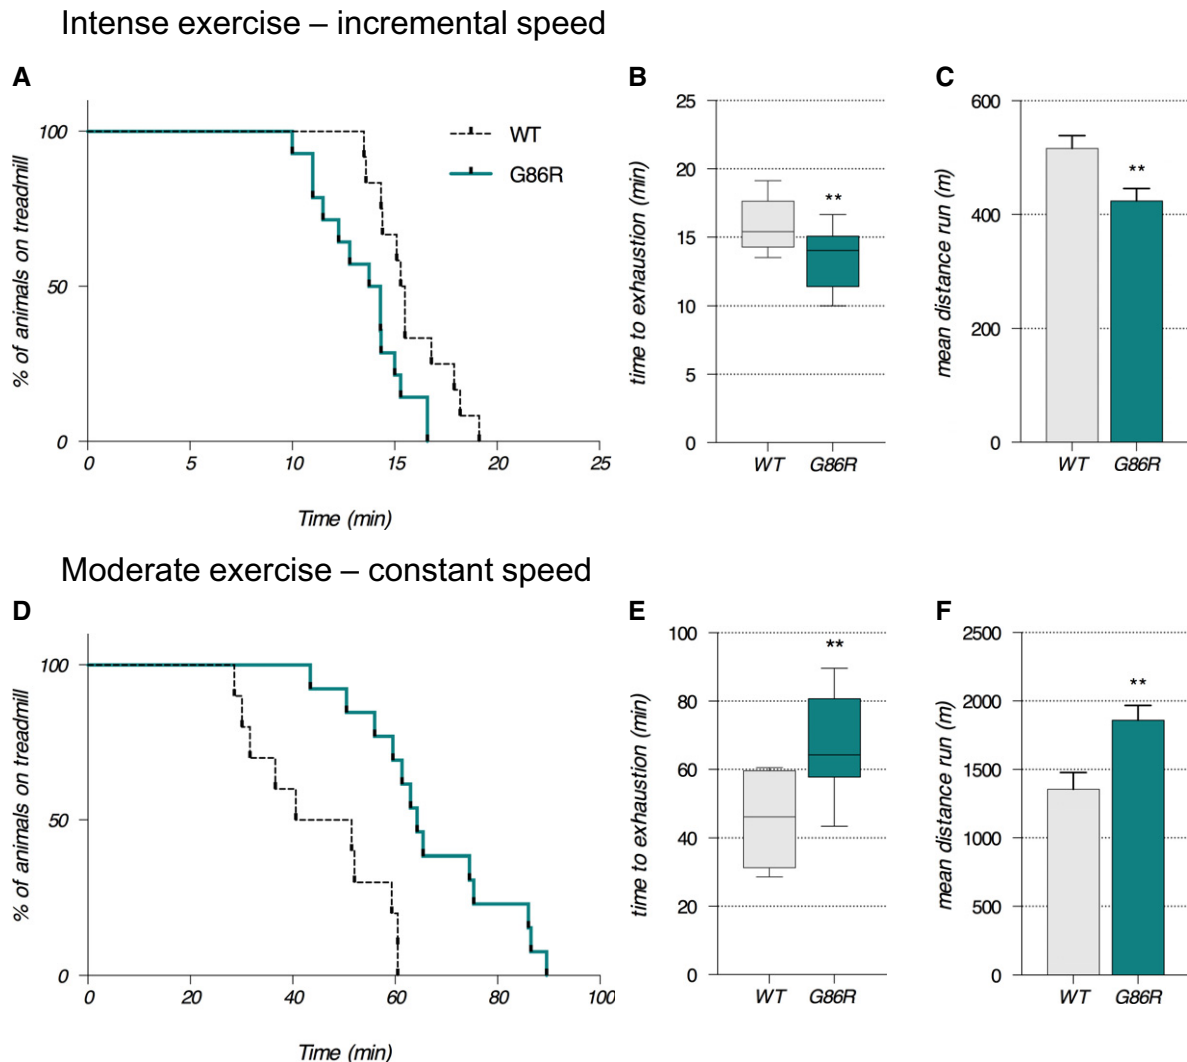 Intense exercise – incremental speed
A
B
C
% of animals on treadmill
100
50
0
0 5 10 15 20 25
Time (min)
WT
G86R
time to exhaustion (min)
25
20
15
10
5
0
**
WT G86R
mean distance run (m)
600
400
200
0
**
WT G86R
Moderate exercise – constant speed
D
E
F
% of animals on treadmill
100
50
0
0 20 40 60 80 100
Time (min)
time to exhaustion (min)
100
80
60
40
20
0
**
WT G86R
mean distance run (m)
2500
2000
1500
1000
500
0
**
WT G86R